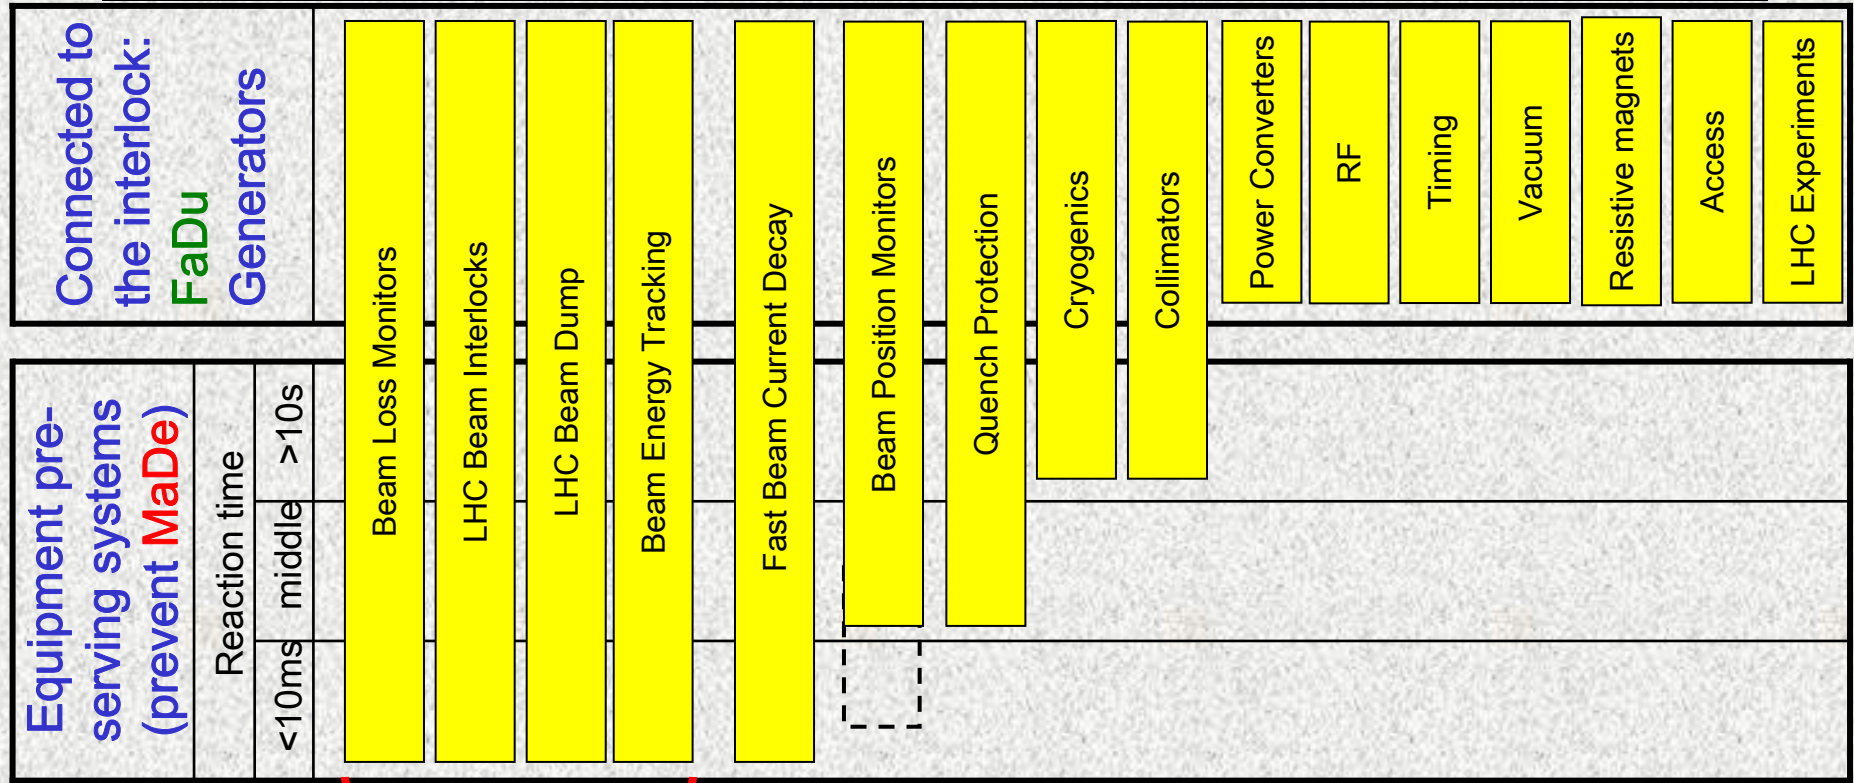 Connected to
the interlock:
FaDu
Generators
Equipment pre-
serving systems
(prevent MaDe)
Reaction time
<10ms
middle
>10s
Beam Loss Monitors
LHC Beam Interlocks
LHC Beam Dump
Beam Energy Tracking
Fast Beam Current Decay
Beam Position Monitors
Quench Protection
Cryogenics
Collimators
Power Converters
RF
Timing
Vacuum
Resistive magnets
Access
LHC Experiments